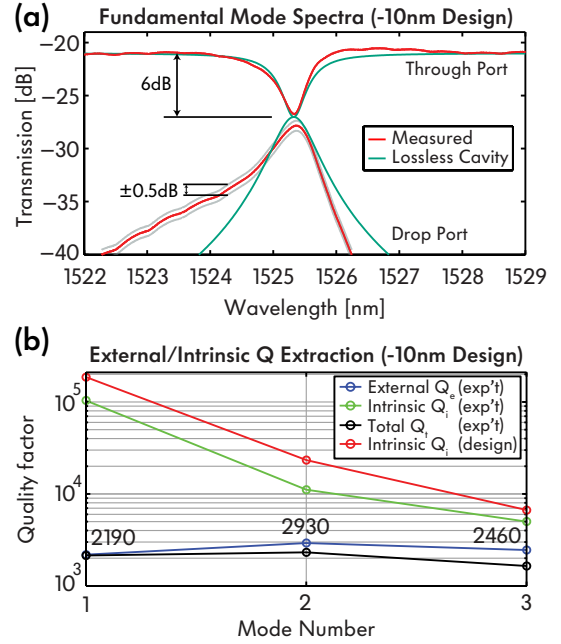 (a) Fundamental Mode Spectra (-10nm Design)
Transmission [dB]
−20
−25
−30
−35
−40
6dB
Through Port
Measured
Lossless Cavity
±0.5dB
Drop Port
1522 1523 1524 1525 1526 1527 1528 1529
Wavelength [nm]
(b) External/Intrinsic Q Extraction (-10nm Design)
Quality factor
10^5
10^4
10^3
External Q_e (exp't)
Intrinsic Q_i (exp't)
Total Q_t (exp't)
Intrinsic Q_i (design)
2190 2930 2460
1 2 3
Mode Number